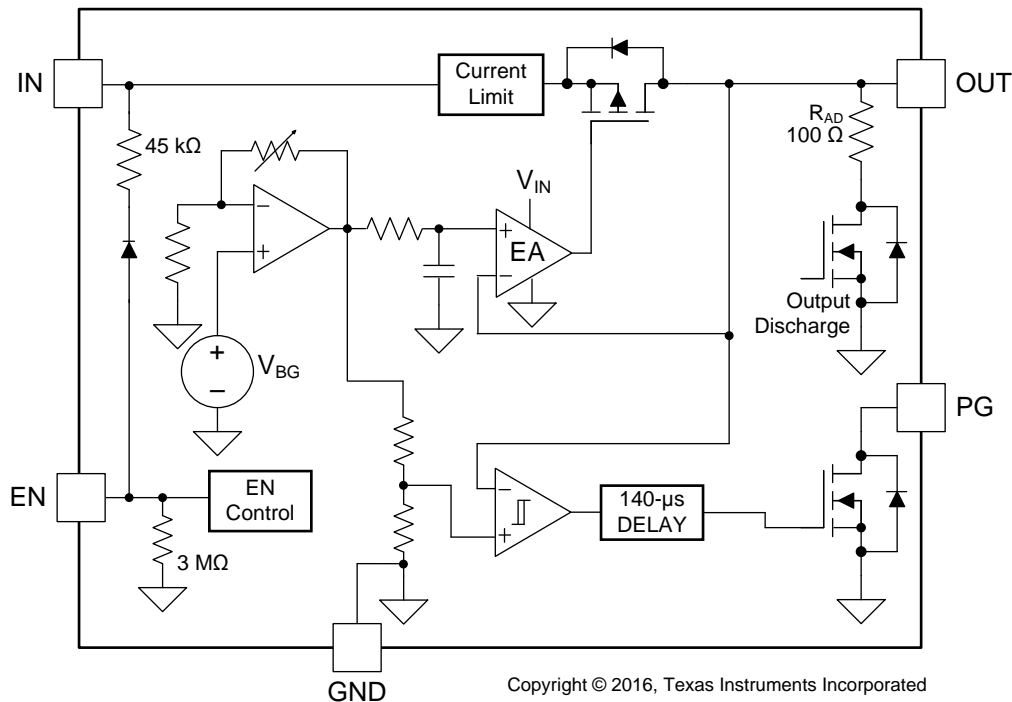 IN
Current
Limit
OUT
R_AD
100 Ω
45 kΩ
V_IN
−
+
+
EA
−
Output
Discharge
+
−
V_BG
PG
EN
EN
Control
3 MΩ
−
+
140-µs
DELAY
GND
Copyright © 2016, Texas Instruments Incorporated